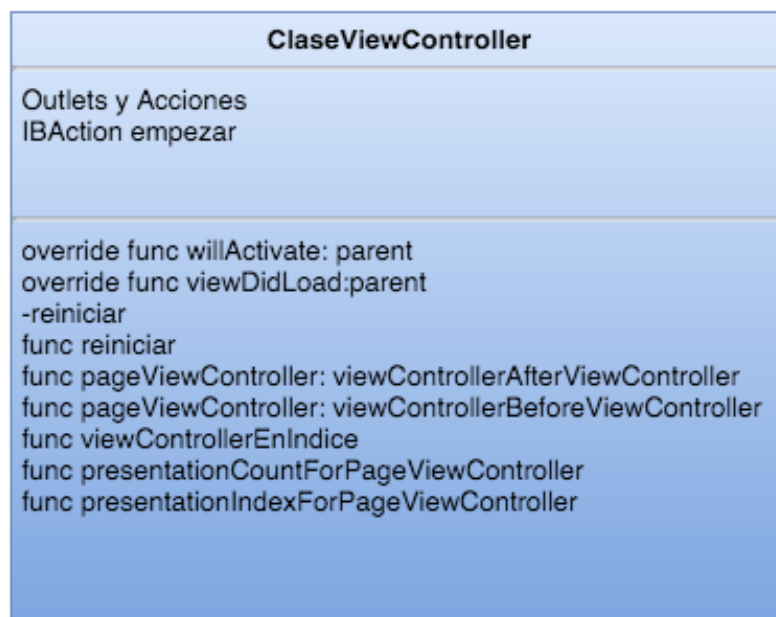 ClaseViewController
Outlets y Acciones
IBAction empezar
override func willActivate: parent
override func viewDidLoad:parent
-reiniciar
func reiniciar
func pageViewController: viewControllerAfterViewController
func pageViewController: viewControllerBeforeViewController
func viewControllerEnIndice
func presentationCountForPageViewController
func presentationIndexForPageViewController